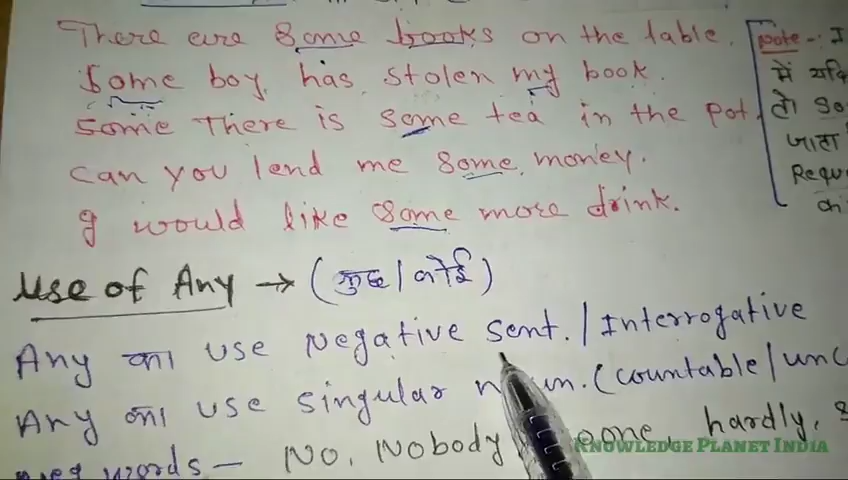 There are Some books on the table.
Some boy has stolen my book.
Some There is some tea in the pot.
Can you lend me some money.
I would like some more drink.
Note -:
में यदि
तो So
जाता
Requ
Use of Any → (कुछ / कोई)
Any का use Negative sent. / Interrogative
Any का use singular noun. (countable / unc
words - No, Nobody, none, hardly,
KNOWLEDGE PLANET INDIA